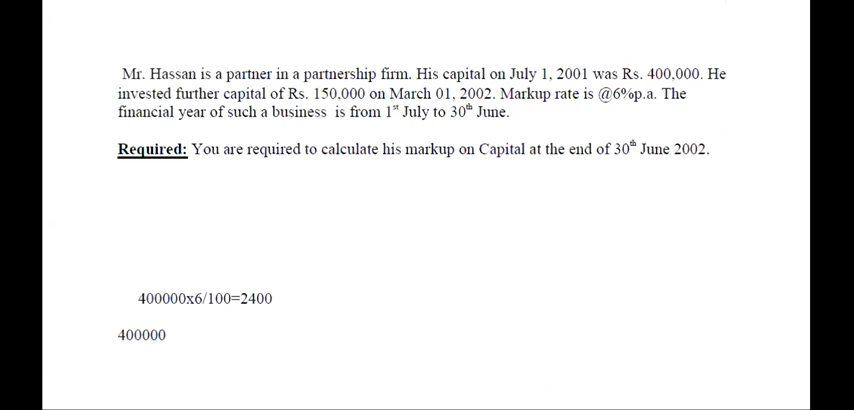 Mr. Hassan is a partner in a partnership firm. His capital on July 1, 2001 was Rs. 400,000. He
invested further capital of Rs. 150,000 on March 01, 2002. Markup rate is @6%p.a. The
financial year of such a business is from 1st July to 30th June.
Required: You are required to calculate his markup on Capital at the end of 30th June 2002.
400000x6/100=2400
400000